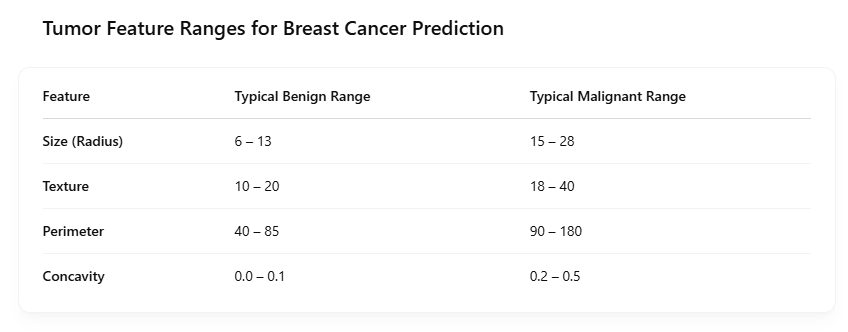 Tumor Feature Ranges for Breast Cancer Prediction
Feature Typical Benign Range Typical Malignant Range
Size (Radius) 6 – 13 15 – 28
Texture 10 – 20 18 – 40
Perimeter 40 – 85 90 – 180
Concavity 0.0 – 0.1 0.2 – 0.5